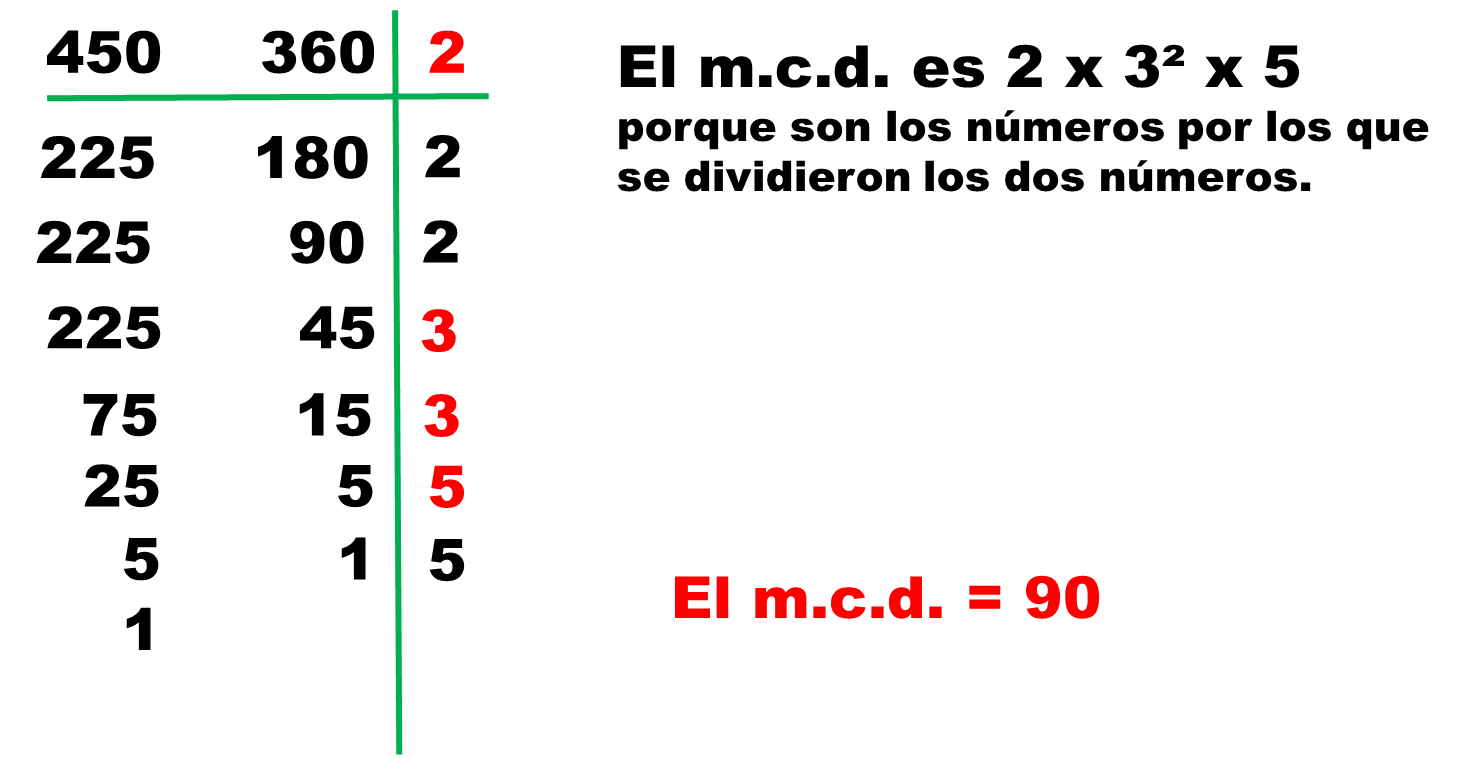 450 360 2
225 180 2
225 90 2
225 45 3
75 15 3
25 5 5
5 1 5
1
El m.c.d. es 2 x 3² x 5
porque son los números por los que
se dividieron los dos números.
El m.c.d. = 90